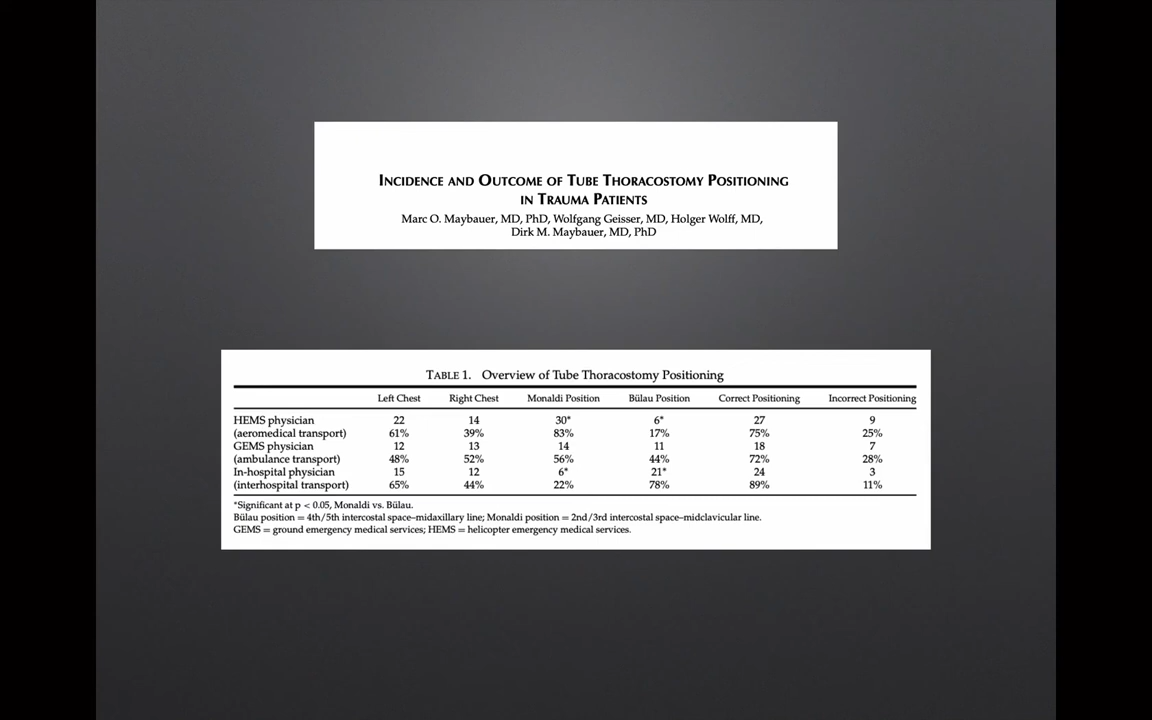 INCIDENCE AND OUTCOME OF TUBE THORACOSTOMY POSITIONING
IN TRAUMA PATIENTS
Marc O. Maybauer, MD, PhD, Wolfgang Geisser, MD, Holger Wolff, MD,
Dirk M. Maybauer, MD, PhD
TABLE 1. Overview of Tube Thoracostomy Positioning
Left Chest Right Chest Monaldi Position Bülau Position Correct Positioning Incorrect Positioning
HEMS physician 22 14 30* 6* 27 9
(aeromedical transport) 61% 39% 83% 17% 75% 25%
GEMS physician 12 13 14 11 18 7
(ambulance transport) 48% 52% 56% 44% 72% 28%
In-hospital physician 15 12 6* 21* 24 3
(interhospital transport) 65% 44% 22% 78% 89% 11%
*Significant at p < 0.05, Monaldi vs. Bülau.
Bülau position = 4th/5th intercostal space–midaxillary line; Monaldi position = 2nd/3rd intercostal space–midclavicular line.
GEMS = ground emergency medical services; HEMS = helicopter emergency medical services.